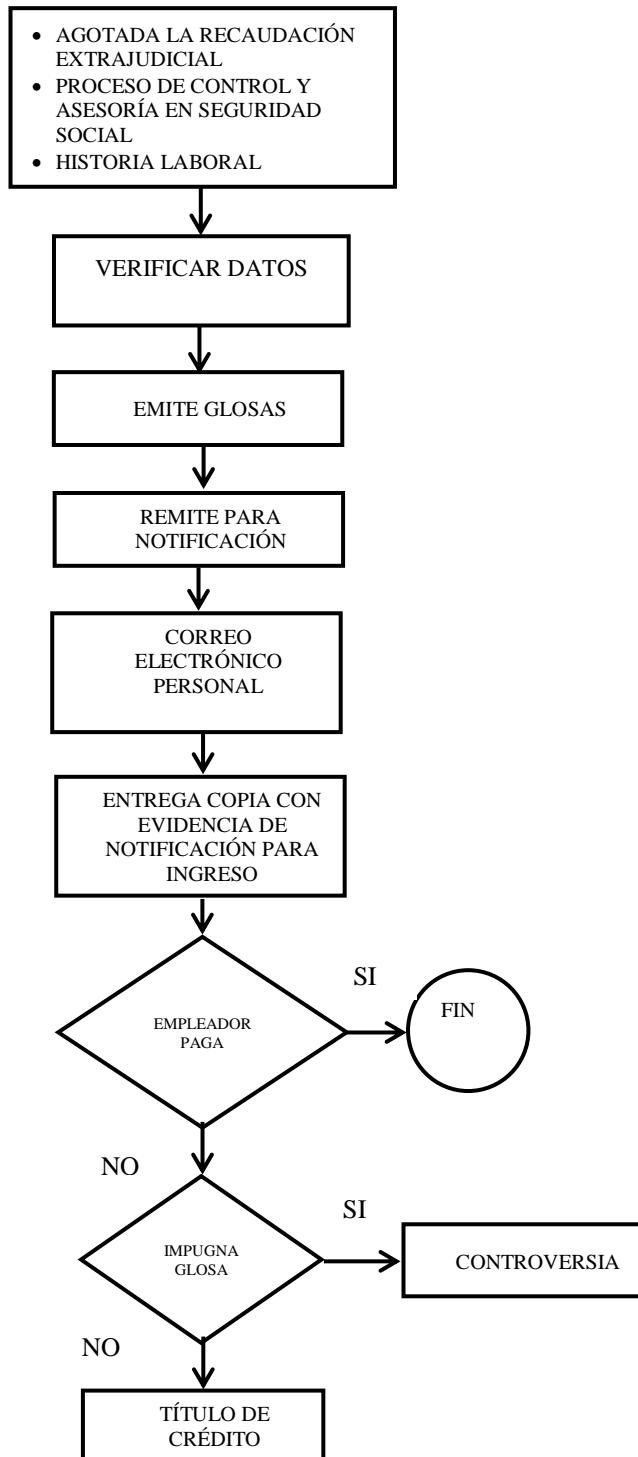 • AGOTADA LA RECAUDACIÓN
EXTRAJUDICIAL
• PROCESO DE CONTROL Y
ASESORÍA EN SEGURIDAD
SOCIAL
• HISTORIA LABORAL
VERIFICAR DATOS
EMITE GLOSAS
REMITE PARA
NOTIFICACIÓN
CORREO
ELECTRÓNICO
PERSONAL
ENTREGA COPIA CON
EVIDENCIA DE
NOTIFICACIÓN PARA
INGRESO
EMPLEADOR
PAGA
SI
FIN
NO
IMPUGNA
GLOSA
SI
CONTROVERSIA
NO
TÍTULO DE
CRÉDITO